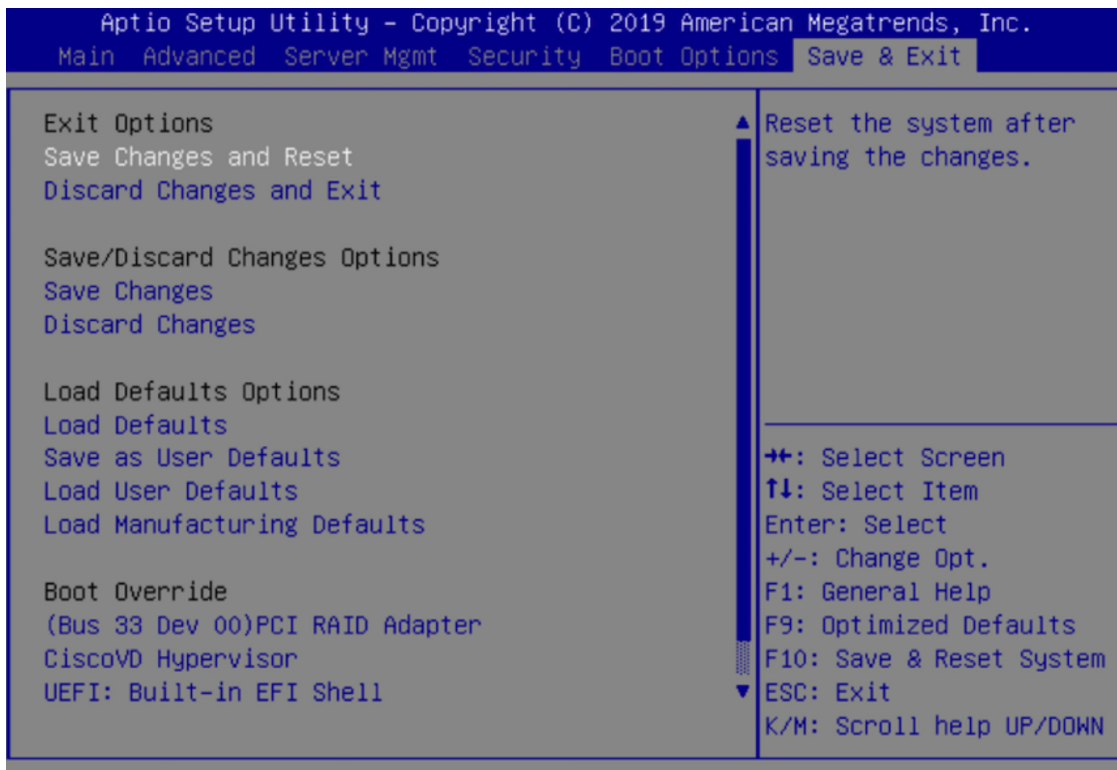 Aptio Setup Utility – Copyright (C) 2019 American Megatrends, Inc.
Main Advanced Server Mgmt Security Boot Options Save & Exit
Exit Options
Save Changes and Reset
Discard Changes and Exit
Save/Discard Changes Options
Save Changes
Discard Changes
Load Defaults Options
Load Defaults
Save as User Defaults
Load User Defaults
Load Manufacturing Defaults
Boot Override
(Bus 33 Dev 00)PCI RAID Adapter
CiscoVD Hypervisor
UEFI: Built-in EFI Shell
Reset the system after
saving the changes.
→←: Select Screen
↑↓: Select Item
Enter: Select
+/-: Change Opt.
F1: General Help
F9: Optimized Defaults
F10: Save & Reset System
ESC: Exit
K/M: Scroll help UP/DOWN